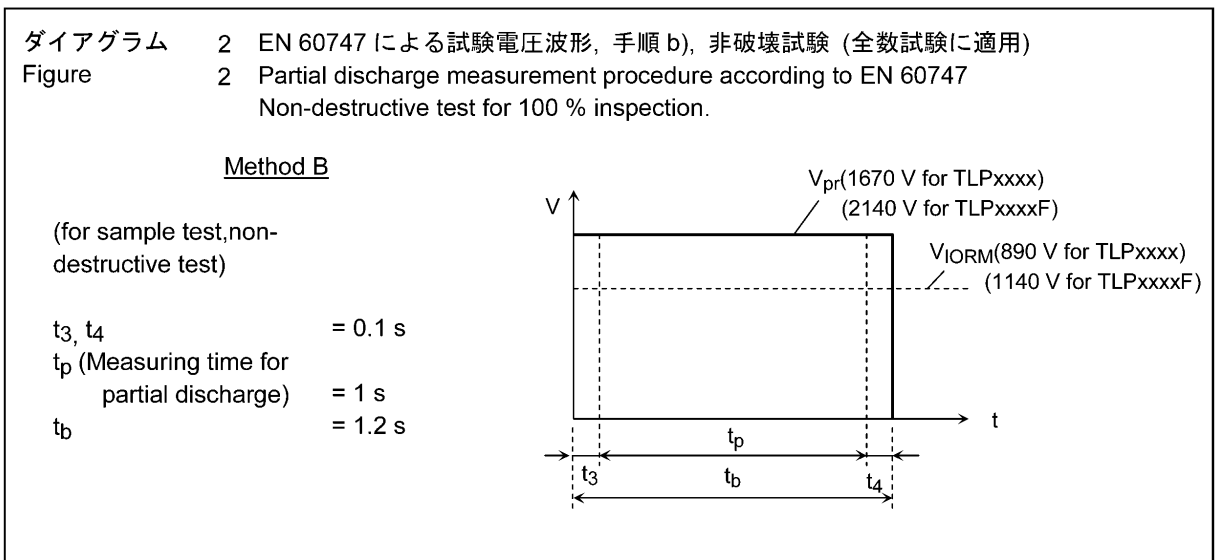 ダイアグラム 2 EN 60747 による試験電圧波形, 手順 b), 非破壊試験 (全数試験に適用)
Figure 2 Partial discharge measurement procedure according to EN 60747
Non-destructive test for 100 % inspection.
Method B
(for sample test,non-
destructive test)
t3, t4 = 0.1 s
tp (Measuring time for
partial discharge) = 1 s
tb = 1.2 s
V
Vpr(1670 V for TLPxxxx)
(2140 V for TLPxxxxF)
VIORM(890 V for TLPxxxx)
(1140 V for TLPxxxxF)
t
tp
t3
tb
t4